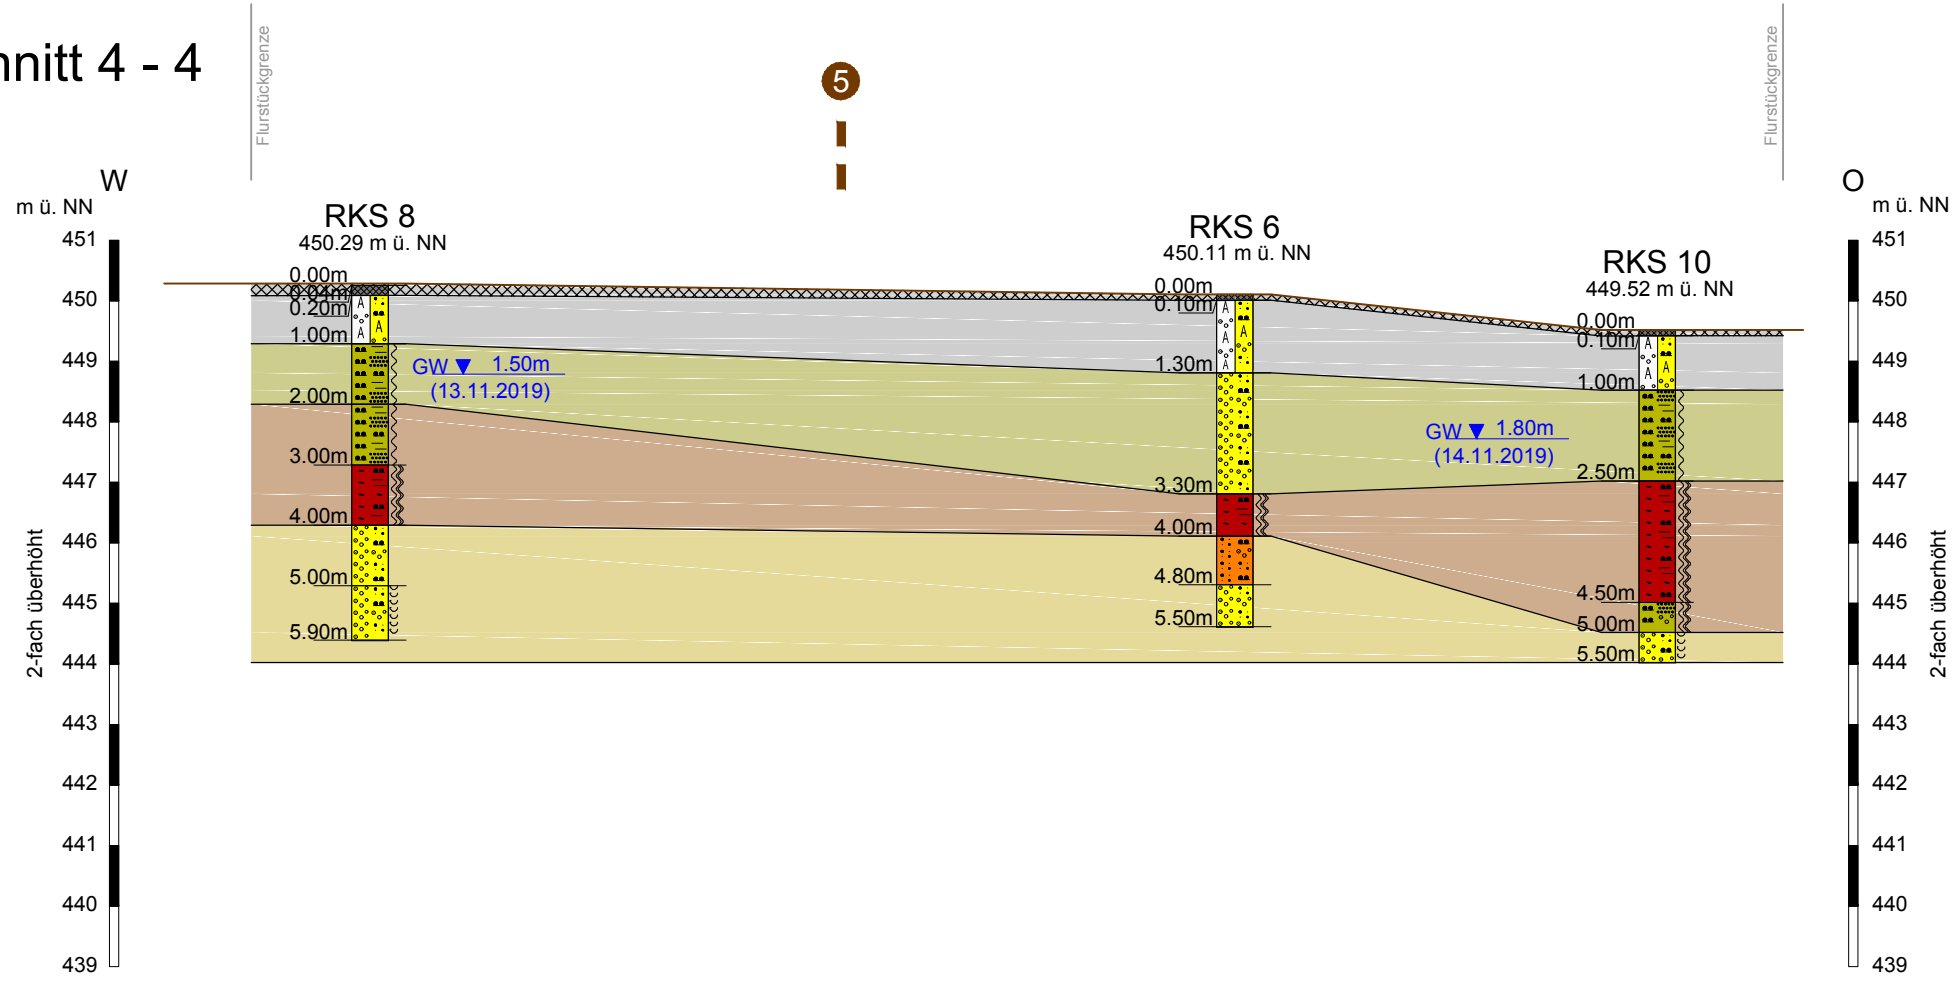 nnitt 4 - 4
Flurstückgrenze
5
Flurstückgrenze
W
O
m ü. NN
m ü. NN
RKS 8
450.29 m ü. NN
RKS 6
450.11 m ü. NN
RKS 10
449.52 m ü. NN
451
450
449
448
447
446
445
444
443
442
441
440
439
2-fach überhöht
0.00m
0.04m
0.20m
1.00m
2.00m
3.00m
4.00m
5.00m
5.90m
A
A
A
GW 1.50m
(13.11.2019)
0.00m
0.10m
1.30m
3.30m
4.00m
4.80m
5.50m
A
A
A
A
GW 1.80m
(14.11.2019)
0.00m
0.10m
1.00m
2.50m
4.50m
5.00m
5.50m
A
A
A
451
450
449
448
447
446
445
444
443
442
441
440
439
2-fach überhöht